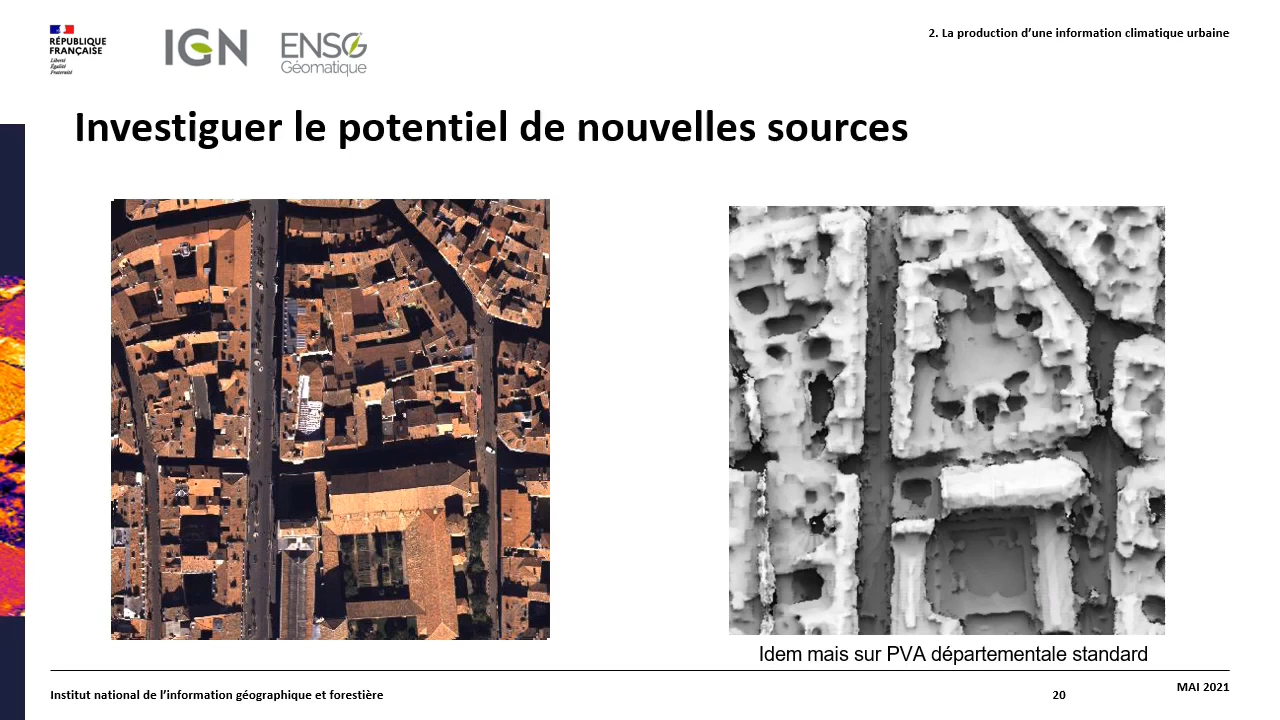 RÉPUBLIQUE
FRANÇAISE
Liberté
Égalité
Fraternité
IGN
ENSG
Géomatique
2. La production d’une information climatique urbaine
Investiguer le potentiel de nouvelles sources
Idem mais sur PVA départementale standard
Institut national de l’information géographique et forestière
20
MAI 2021